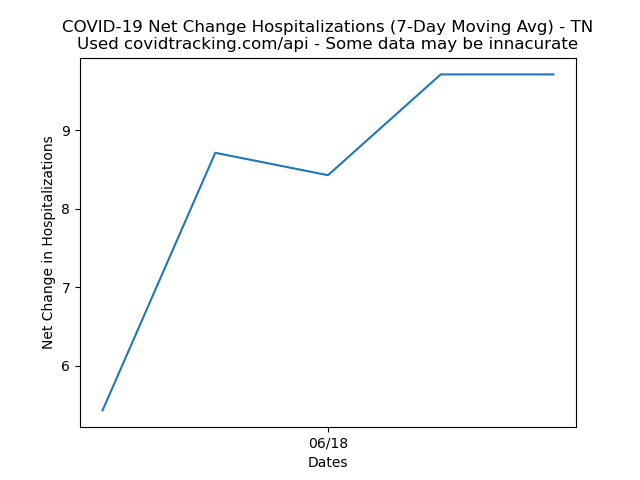 COVID-19 Net Change Hospitalizations (7-Day Moving Avg) - TN
Used covidtracking.com/api - Some data may be innacurate
Net Change in Hospitalizations
9
8
7
6
06/18
Dates